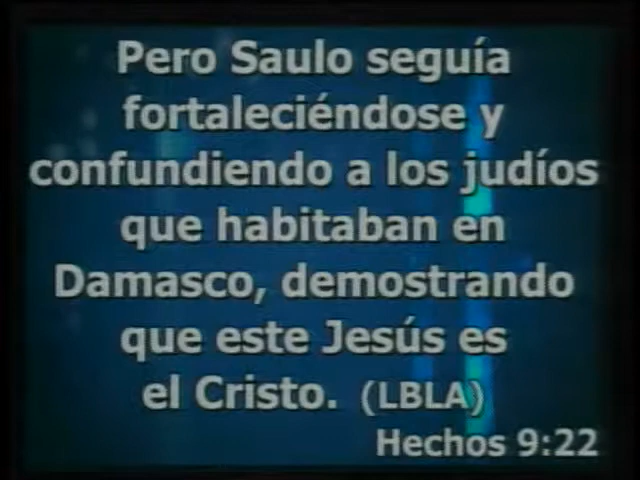 Pero Saulo seguía
fortaleciéndose y
confundiendo a los judíos
que habitaban en
Damasco, demostrando
que este Jesús es
el Cristo. (LBLA)
Hechos 9:22